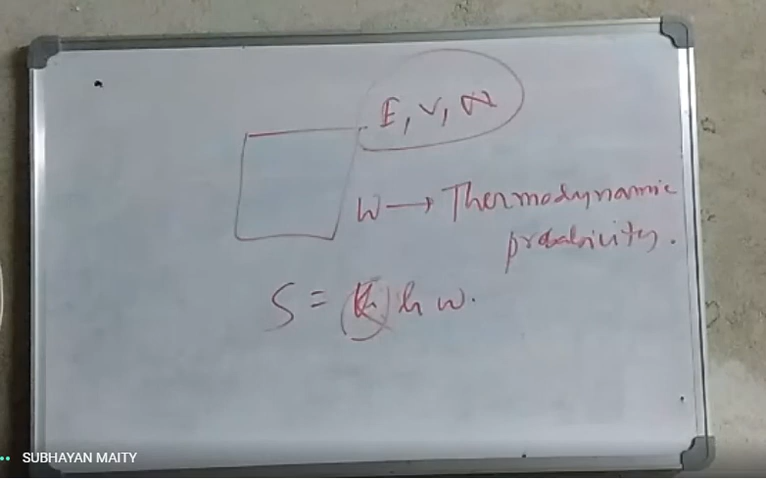 E, V, N
W → Thermodynamic
probability.
S = k ln W.
SUBHAYAN MAITY